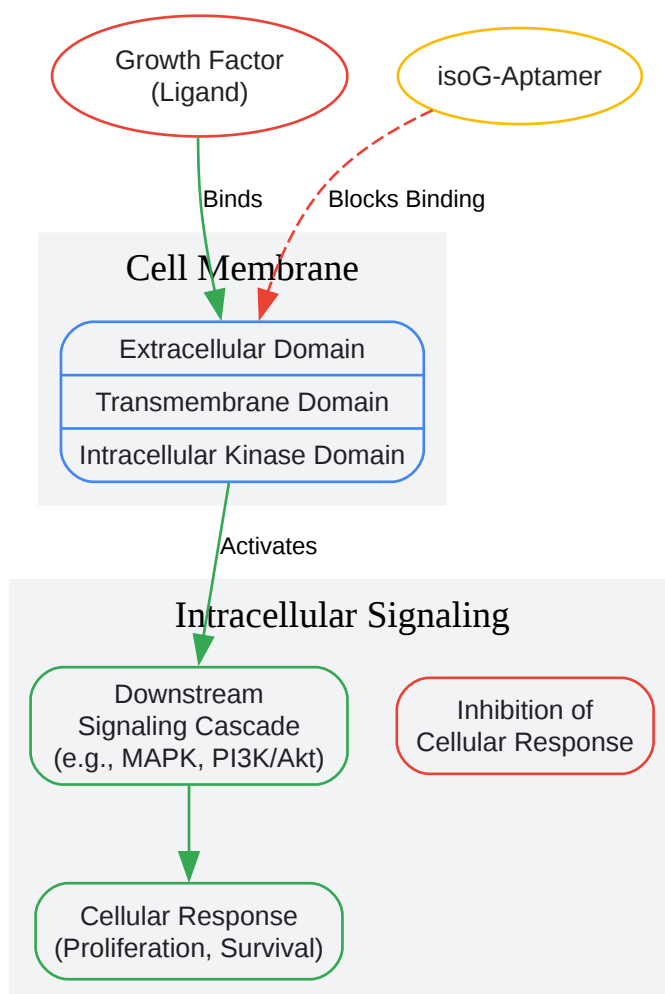 Growth Factor
(Ligand)
isoG-Aptamer
Binds
Blocks Binding
Cell Membrane
Extracellular Domain
Transmembrane Domain
Intracellular Kinase Domain
Activates
Intracellular Signaling
Downstream
Signaling Cascade
(e.g., MAPK, PI3K/Akt)
Inhibition of
Cellular Response
Cellular Response
(Proliferation, Survival)